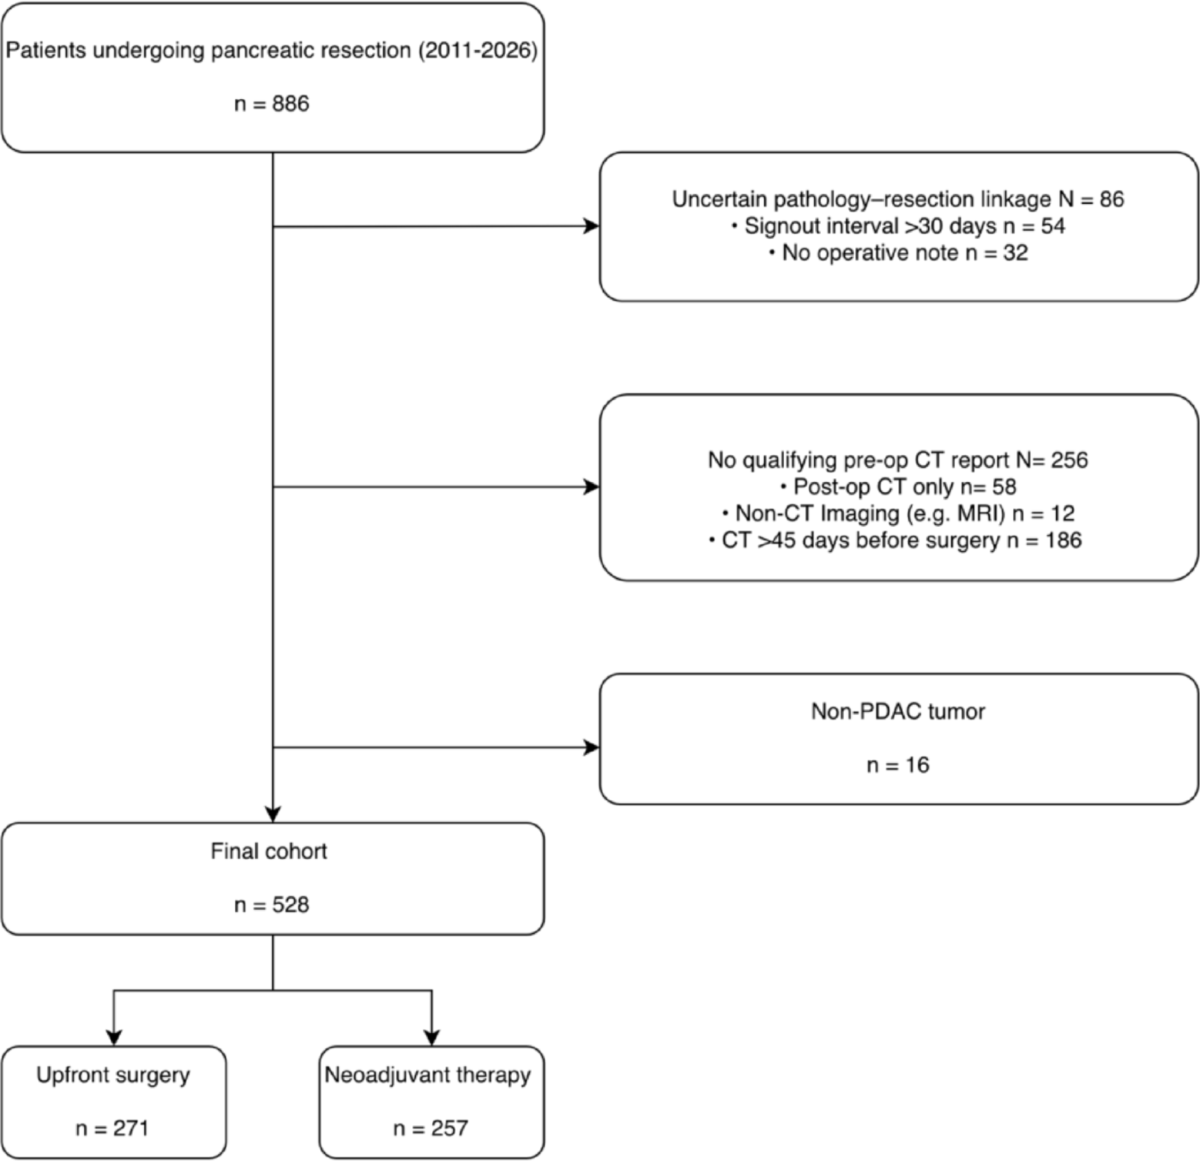 Patients undergoing pancreatic resection (2011-2026)
n = 886
Uncertain pathology–resection linkage N = 86
• Signout interval >30 days n = 54
• No operative note n = 32
No qualifying pre-op CT report N= 256
• Post-op CT only n= 58
• Non-CT Imaging (e.g. MRI) n = 12
• CT >45 days before surgery n = 186
Non-PDAC tumor
n = 16
Final cohort
n = 528
Upfront surgery
n = 271
Neoadjuvant therapy
n = 257